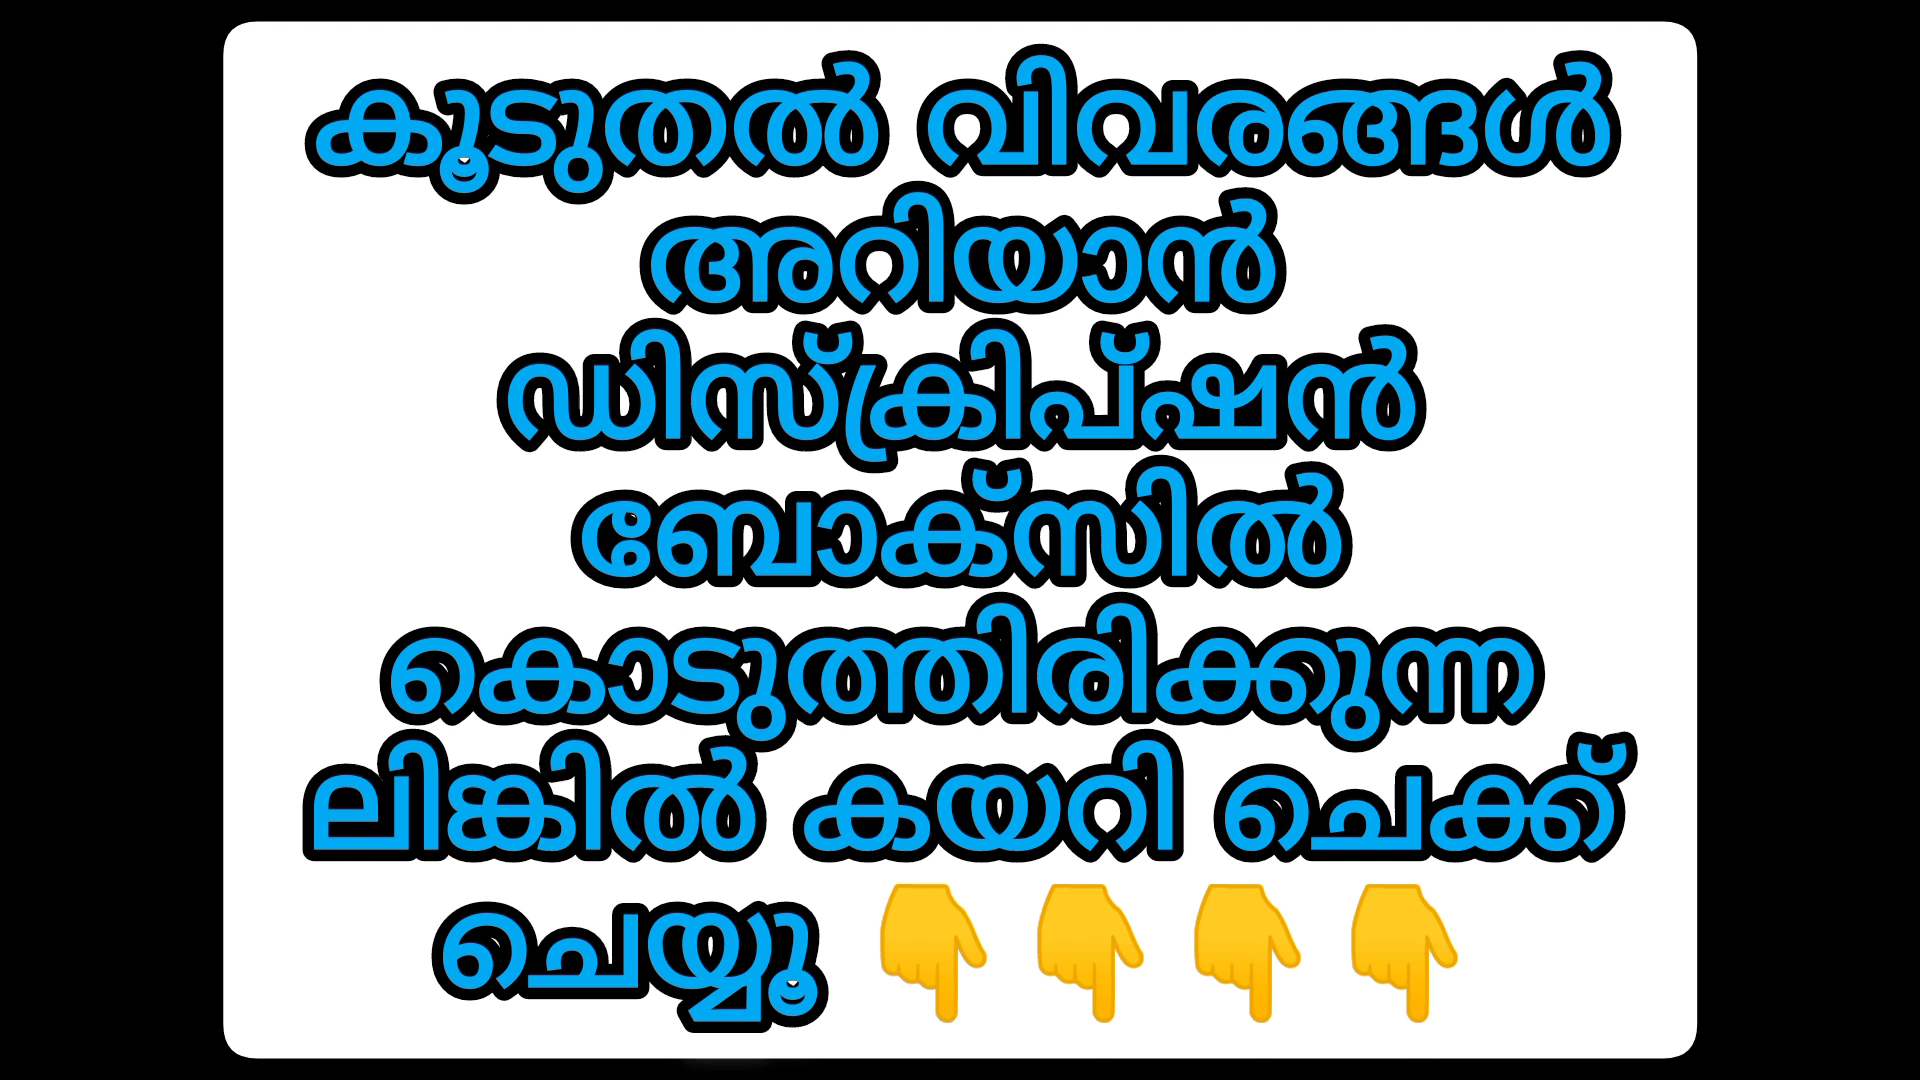 കൂടുതൽ വിവരങ്ങൾ
അറിയാൻ
ഡിസ്ക്രിപ്ഷൻ
ബോക്സിൽ
കൊടുത്തിരിക്കുന്ന
ലിങ്കിൽ കയറി ചെക്ക്
ചെയ്യൂ 👇👇👇👇